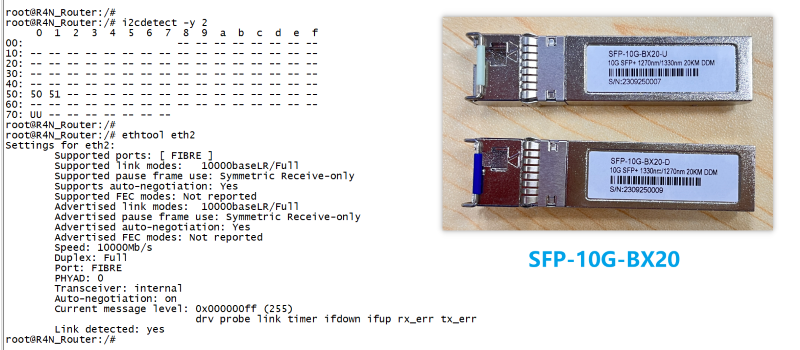 root@R4N_Router:/#
root@R4N_Router:/# i2cdetect -y 2
     0  1  2  3  4  5  6  7  8  9  a  b  c  d  e  f
00:                         -- -- -- -- -- -- -- --
10: -- -- -- -- -- -- -- -- -- -- -- -- -- -- -- --
20: -- -- -- -- -- -- -- -- -- -- -- -- -- -- -- --
30: -- -- -- -- -- -- -- -- -- -- -- -- -- -- -- --
40: -- -- -- -- -- -- -- -- -- -- -- -- -- -- -- --
50: 50 51 -- -- -- -- -- -- -- -- -- -- -- -- -- --
60: -- -- -- -- -- -- -- -- -- -- -- -- -- -- -- --
70: UU -- -- -- -- -- -- --
root@R4N_Router:/#
root@R4N_Router:/# ethtool eth2
Settings for eth2:
        Supported ports: [ FIBRE ]
        Supported link modes:   10000baseLR/Full
        Supported pause frame use: Symmetric Receive-only
        Supports auto-negotiation: Yes
        Supported FEC modes: Not reported
        Advertised link modes:  10000baseLR/Full
        Advertised pause frame use: Symmetric Receive-only
        Advertised auto-negotiation: Yes
        Advertised FEC modes: Not reported
        Speed: 10000Mb/s
        Duplex: Full
        Port: FIBRE
        PHYAD: 0
        Transceiver: internal
        Auto-negotiation: on
        Current message level: 0x000000ff (255)
                               drv probe link timer ifdown ifup rx_err tx_err
        Link detected: yes
root@R4N_Router:/#
SFP-10G-BX20-U
10G SFP+ 1270nm/1330nm 20KM DDM
S/N:2309250007
SFP-10G-BX20-D
10G SFP+ 1330nm/1270nm 20KM DDM
S/N:2309250009
SFP-10G-BX20